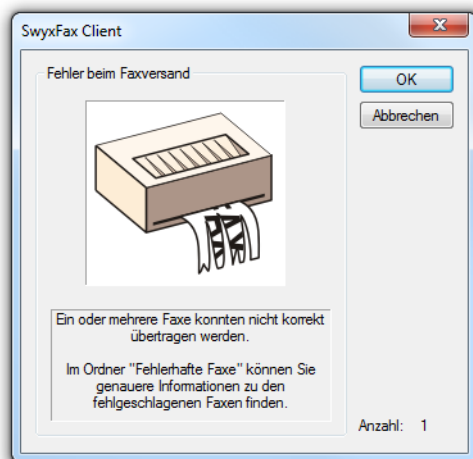 SwyxFax Client
Fehler beim Faxversand
OK
Abbrechen
FAX
Ein oder mehrere Faxe konnten nicht korrekt
übertragen werden.
Im Ordner "Fehlerhafte Faxe" können Sie
genauere Informationen zu den
fehlgeschlagenen Faxen finden.
Anzahl: 1